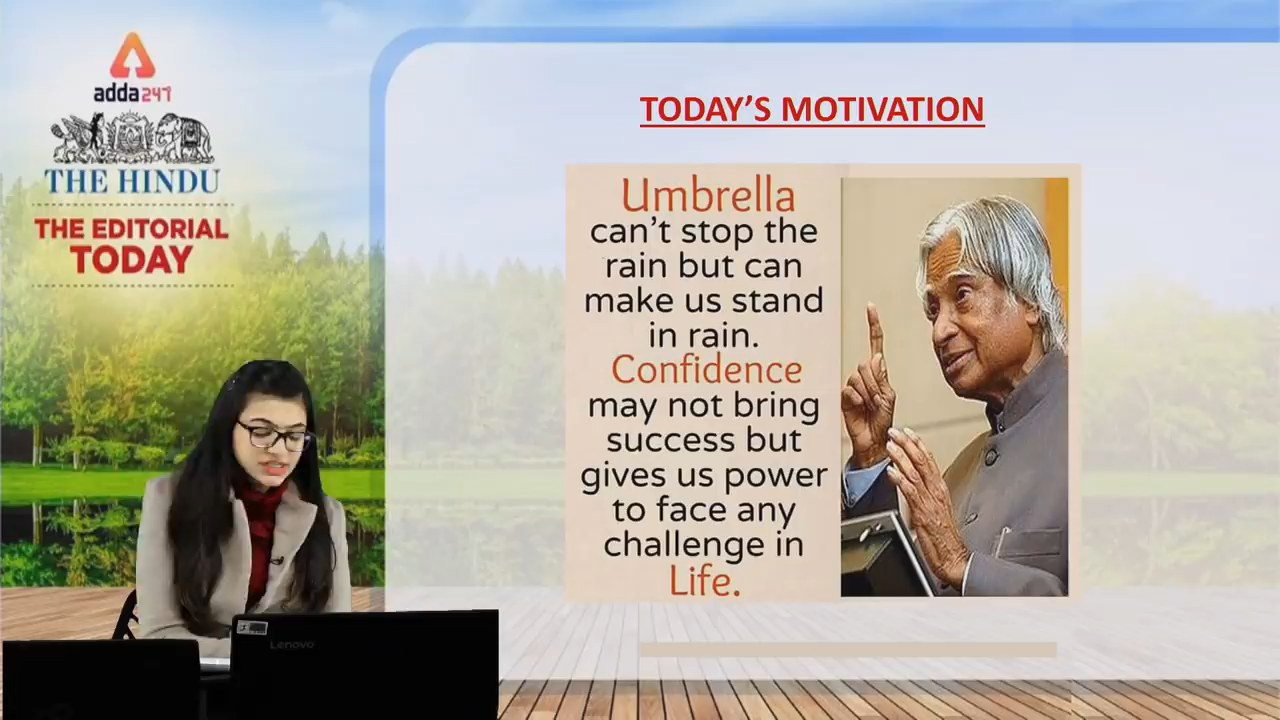 adda247
THE HINDU
THE EDITORIAL
TODAY
TODAY'S MOTIVATION
Umbrella
can't stop the
rain but can
make us stand
in rain.
Confidence
may not bring
success but
gives us power
to face any
challenge in
Life.
Lenovo